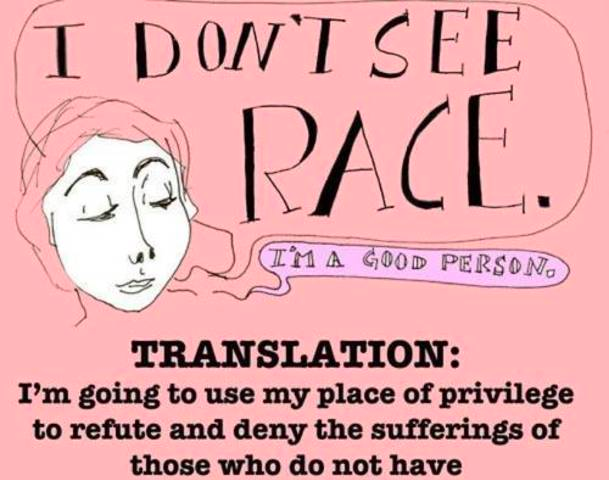 I DON'T SEE
RACE.
I'M A GOOD PERSON.
TRANSLATION:
I'm going to use my place of privilege
to refute and deny the sufferings of
those who do not have